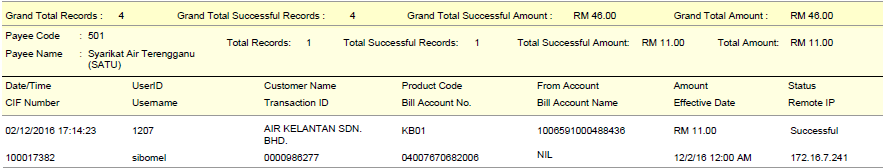 Grand Total Records : 4 Grand Total Successful Records : 4 Grand Total Successful Amount : RM 46.00 Grand Total Amount : RM 46.00
Payee Code : 501
Total Records: 1 Total Successful Records: 1 Total Successful Amount: RM 11.00 Total Amount: RM 11.00
Payee Name : Syarikat Air Terengganu
(SATU)
Date/Time UserID Customer Name Product Code From Account Amount Status
CIF Number Username Transaction ID Bill Account No. Bill Account Name Effective Date Remote IP
02/12/2016 17:14:23 1207 AIR KELANTAN SDN. KB01 1006591000488436 RM 11.00 Successful
BHD.
100017382 sibomel 0000986277 04007670682006 NIL 12/2/16 12:00 AM 172.16.7.241